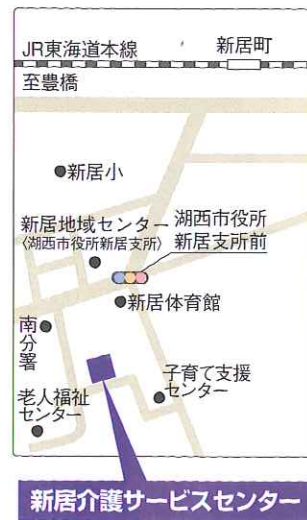 JR東海道本線
新居町
至豊橋
●新居小
新居地域センター
〈湖西市役所新居支所〉
湖西市役所
新居支所前
●新居体育館
南分署
子育て支援
センター
老人福祉
センター
新居介護サービスセンター